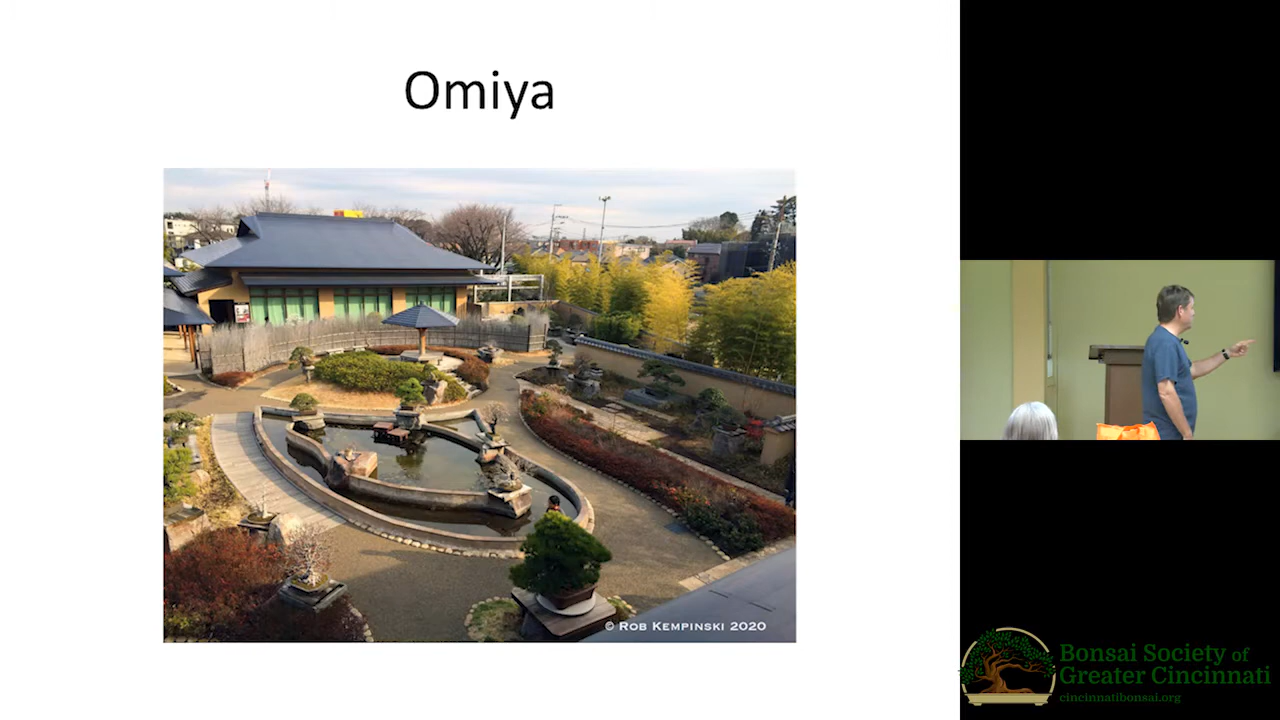 Omiya
© Rob Kempinski 2020
Bonsai Society of
Greater Cincinnati
cincinnatibonsai.org